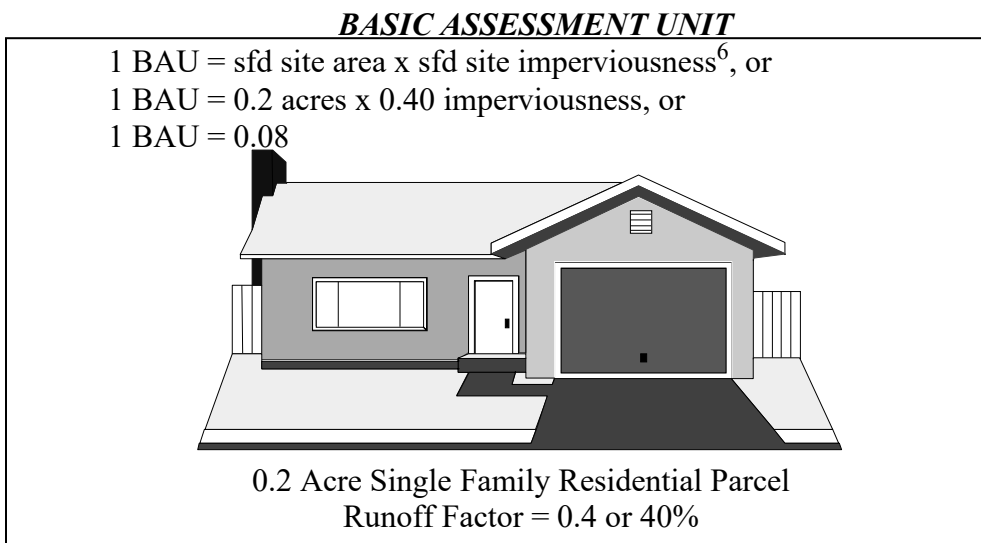 BASIC ASSESSMENT UNIT
1 BAU = sfd site area x sfd site imperviousness⁶, or
1 BAU = 0.2 acres x 0.40 imperviousness, or
1 BAU = 0.08
0.2 Acre Single Family Residential Parcel
Runoff Factor = 0.4 or 40%